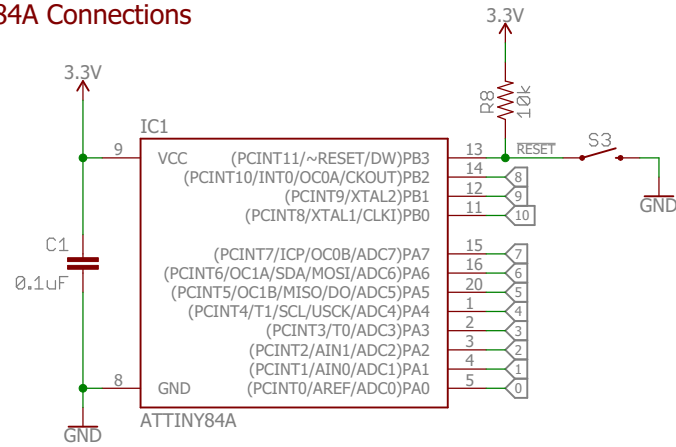 84A Connections
3.3V
3.3V
R8
10k
IC1
9 VCC (PCINT11/~RESET/DW)PB3 13 RESET S3
(PCINT10/INT0/OC0A/CKOUT)PB2 14 8
(PCINT9/XTAL2)PB1 12 9
(PCINT8/XTAL1/CLKI)PB0 11 10
GND
(PCINT7/ICP/OC0B/ADC7)PA7 15 7
(PCINT6/OC1A/SDA/MOSI/ADC6)PA6 16 6
(PCINT5/OC1B/MISO/DO/ADC5)PA5 20 5
(PCINT4/T1/SCL/USCK/ADC4)PA4 1 4
(PCINT3/T0/ADC3)PA3 2 3
(PCINT2/AIN1/ADC2)PA2 3 2
(PCINT1/AIN0/ADC1)PA1 4 1
8 GND (PCINT0/AREF/ADC0)PA0 5 0
C1
0.1uF
ATTINY84A
GND